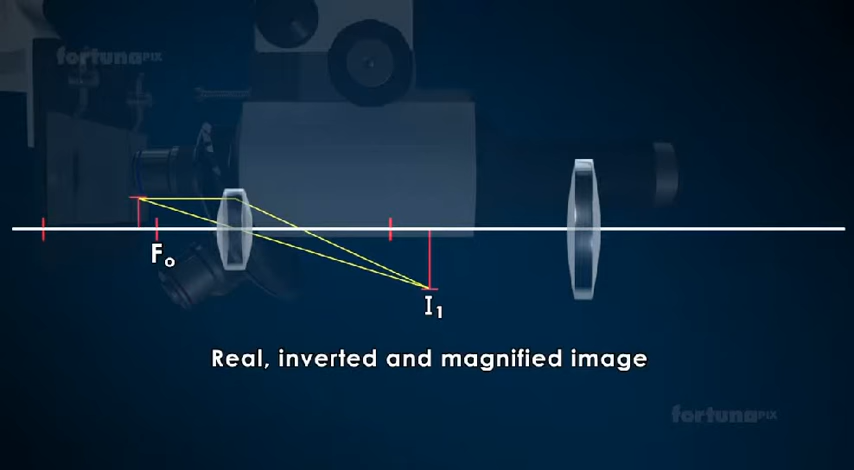 fortunaPIX
Fₒ
I₁
Real, inverted and magnified image
fortunaPIX